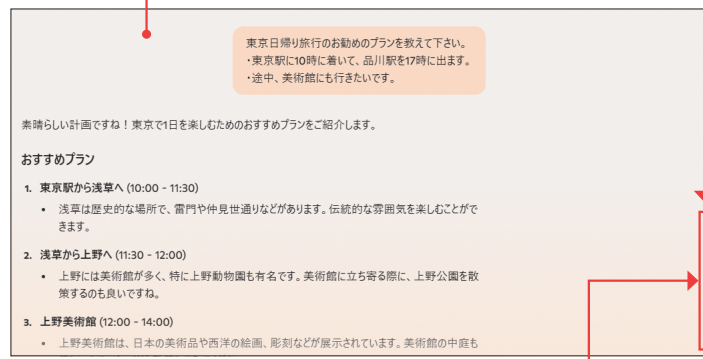 東京日帰り旅行のお勧めのプランを教えて下さい。
・東京駅に10時に着いて、品川駅を17時に出ます。
・途中、美術館にも行きたいです。
素晴らしい計画ですね！東京で1日を楽しむためのおすすめプランをご紹介します。
おすすめプラン
1. 東京駅から浅草へ (10:00 - 11:30)
• 浅草は歴史的な場所で、雷門や仲見世通りなどがあります。伝統的な雰囲気を楽しむことがで
きます。
2. 浅草から上野へ (11:30 - 12:00)
• 上野には美術館が多く、特に上野動物園も有名です。美術館に立ち寄る際に、上野公園を散
策するのも良いですね。
3. 上野美術館 (12:00 - 14:00)
• 上野美術館は、日本の美術品や西洋の絵画、彫刻などが展示されています。美術館の中庭も